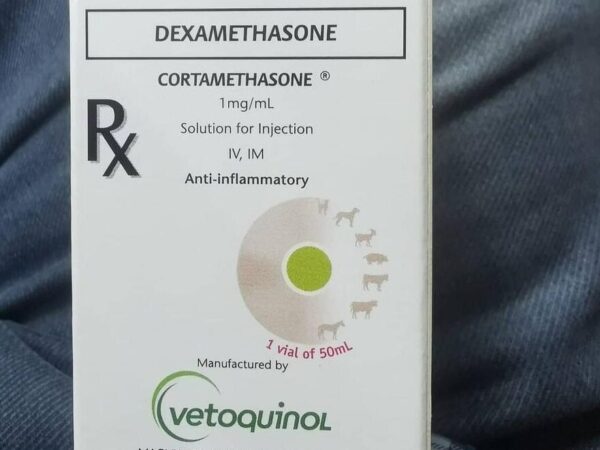 DEXAMETHASONE
CORTAMETHASONE ®
1mg/mL
Rx
Solution for Injection
IV, IM
Anti-inflammatory
1 vial of 50mL
Manufactured by
vetoquinol